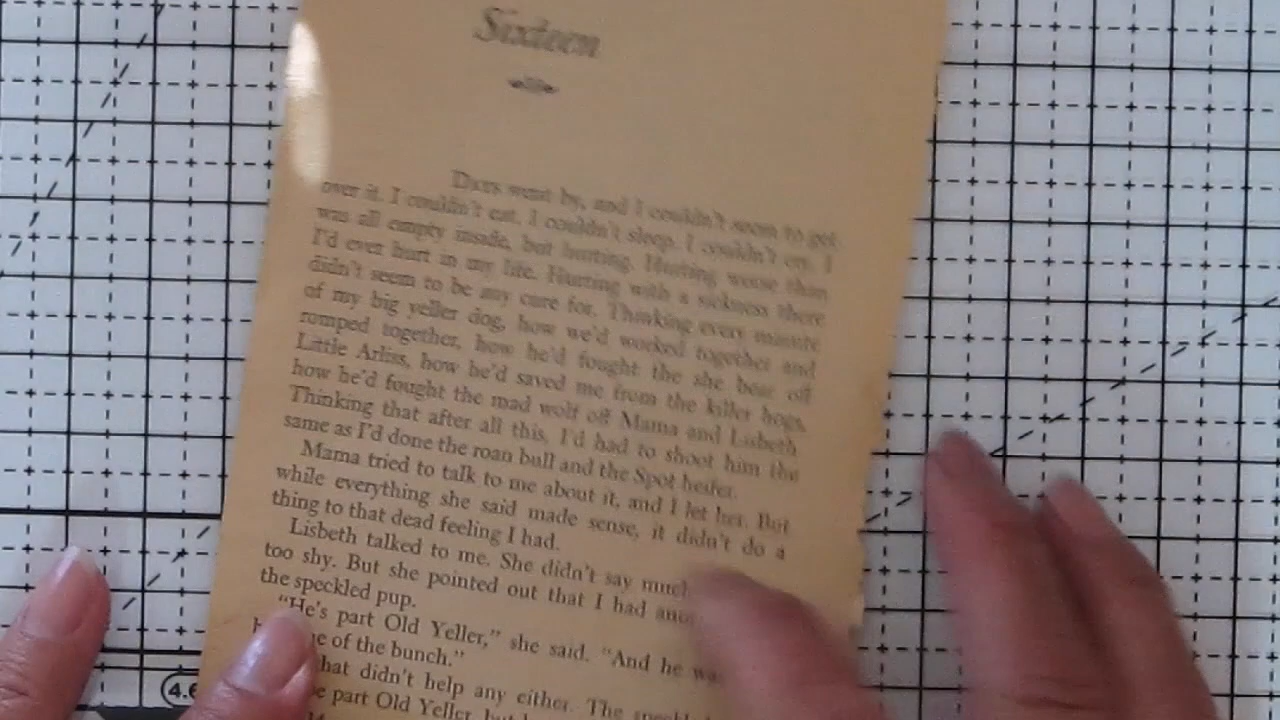 Sixteen
Days went by, and I couldn't seem to get
over it. I couldn't eat. I couldn't sleep. I couldn't cry. I
was all empty inside, but hurting. Hurting worse than
I'd ever hurt in my life. Hurting with a sickness there
didn't seem to be any cure for. Thinking every minute
of my big yeller dog, how we'd worked together and
romped together, how he'd fought the she bear off
Little Arliss, how he'd saved me from the killer hogs,
how he'd fought the mad wolf off Mama and Lisbeth
Thinking that after all this, I'd had to shoot him the
same as I'd done the roan bull and the Spot heifer.
Mama tried to talk to me about it, and I let her. But
while everything she said made sense, it didn't do a
thing to that dead feeling I had.
Lisbeth talked to me. She didn't say much
too shy. But she pointed out that I had
the speckled pup.
"He's part Old Yeller," she said. "And he
of the bunch."
didn't help any either. The
part Old Yeller,
4.6